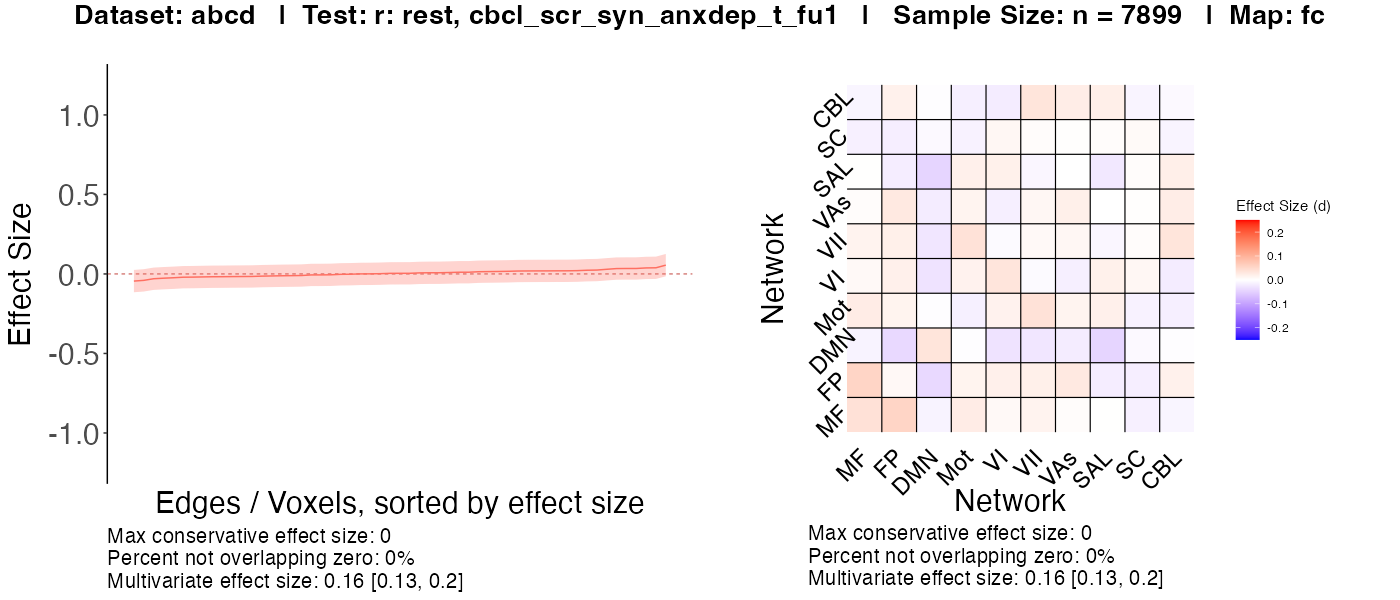 Dataset: abcd | Test: r: rest, cbcl_scr_syn_anxdep_t_fu1 | Sample Size: n = 7899 | Map: fc
Effect Size
1.0
0.5
0.0
-0.5
-1.0
Edges / Voxels, sorted by effect size
Max conservative effect size: 0
Percent not overlapping zero: 0%
Multivariate effect size: 0.16 [0.13, 0.2]
Network
CBL
SC
SAL
VAs
VII
VI
Mot
DMN
FP
MF
MF
FP
DMN
Mot
VI
VII
VAs
SAL
SC
CBL
Network
Max conservative effect size: 0
Percent not overlapping zero: 0%
Multivariate effect size: 0.16 [0.13, 0.2]
Effect Size (d)
0.2
0.1
0.0
-0.1
-0.2